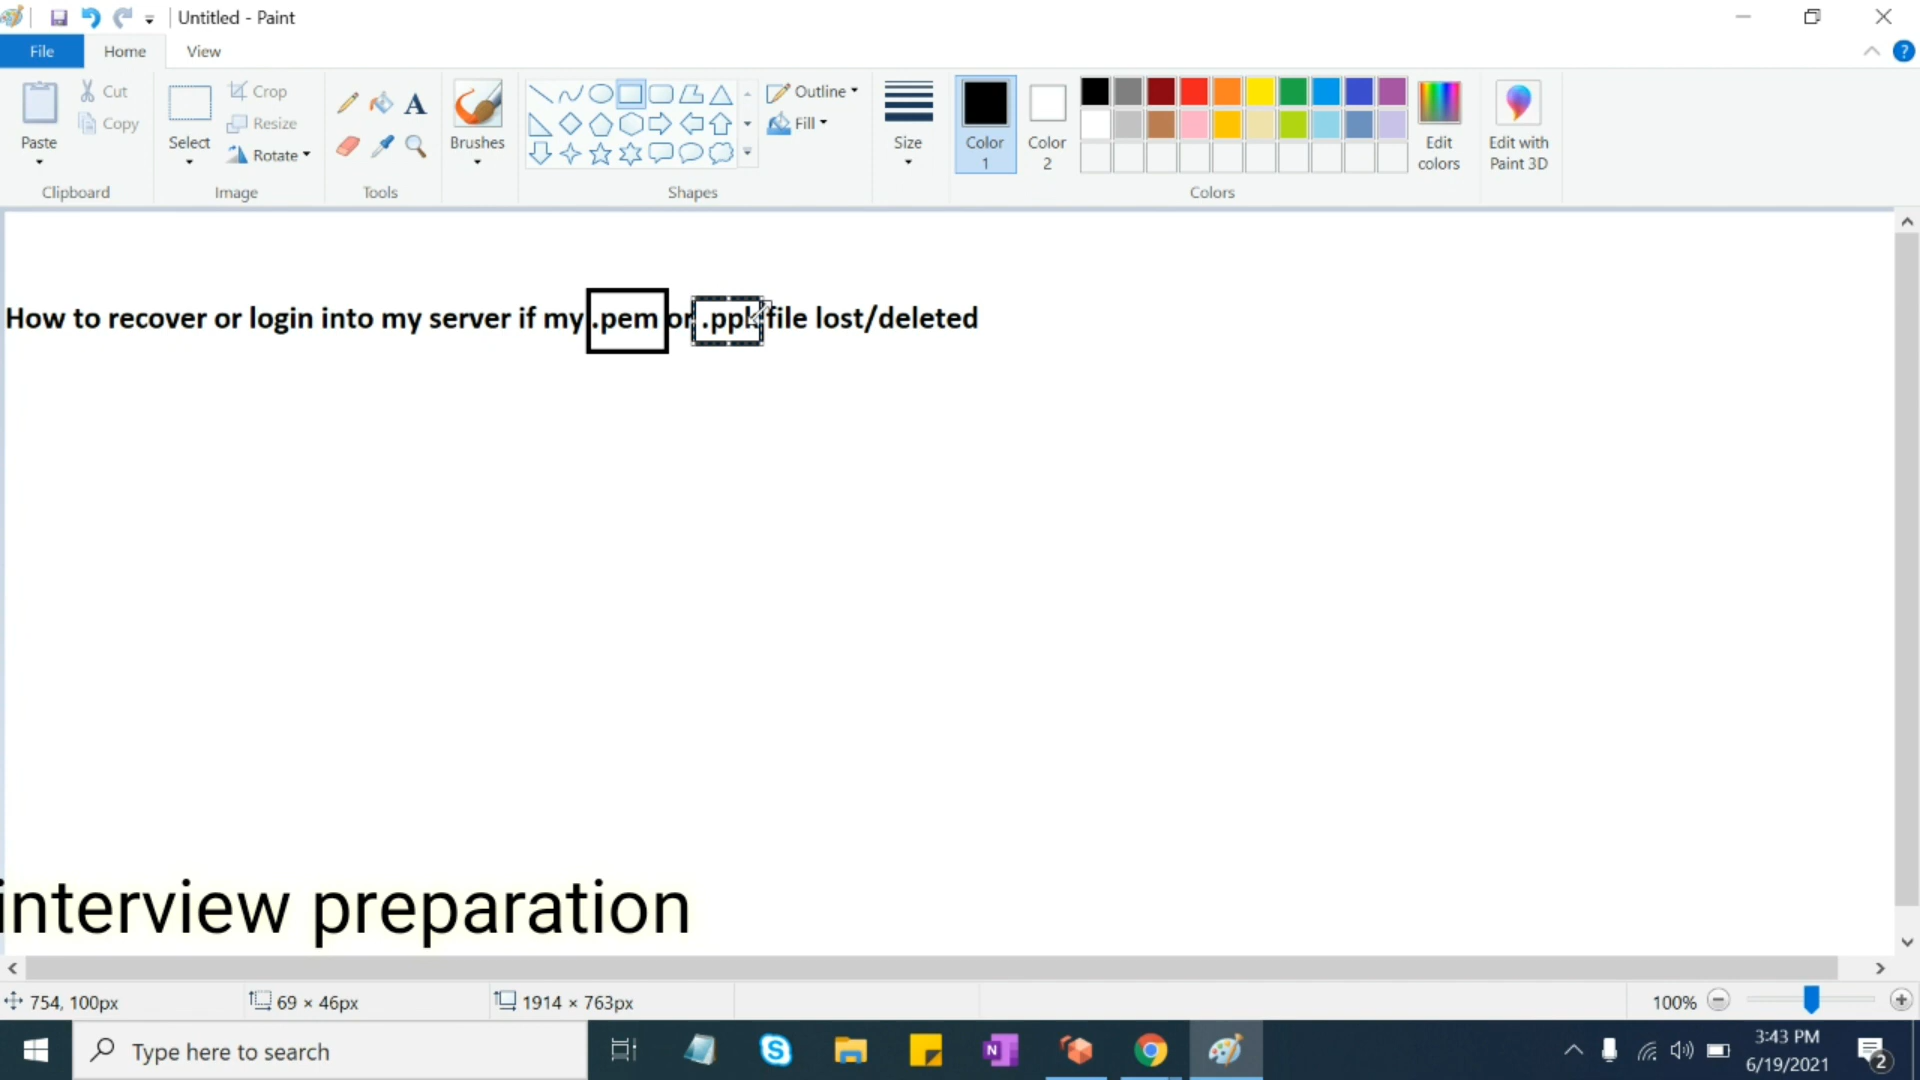 Untitled - Paint
File Home View
Paste Cut Copy Clipboard
Select Crop Resize Rotate Image
Tools
Brushes
Shapes
Outline
Fill
Size
Color 1
Color 2
Colors
Edit colors
Edit with Paint 3D
?
How to recover or login into my server if my .pem or .ppk file lost/deleted
interview preparation
754, 100px 69 × 46px 1914 × 763px 100%
Type here to search
3:43 PM
6/19/2021
2